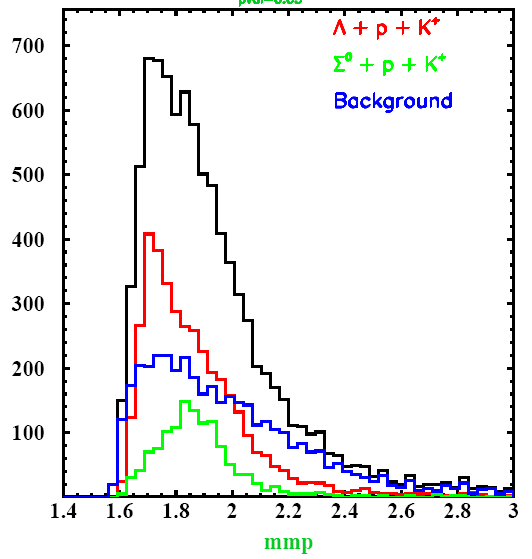 Λ + p + K⁺
Σ⁰ + p + K⁺
Background
700
600
500
400
300
200
100
1.4 1.6 1.8 2 2.2 2.4 2.6 2.8 3
mmp